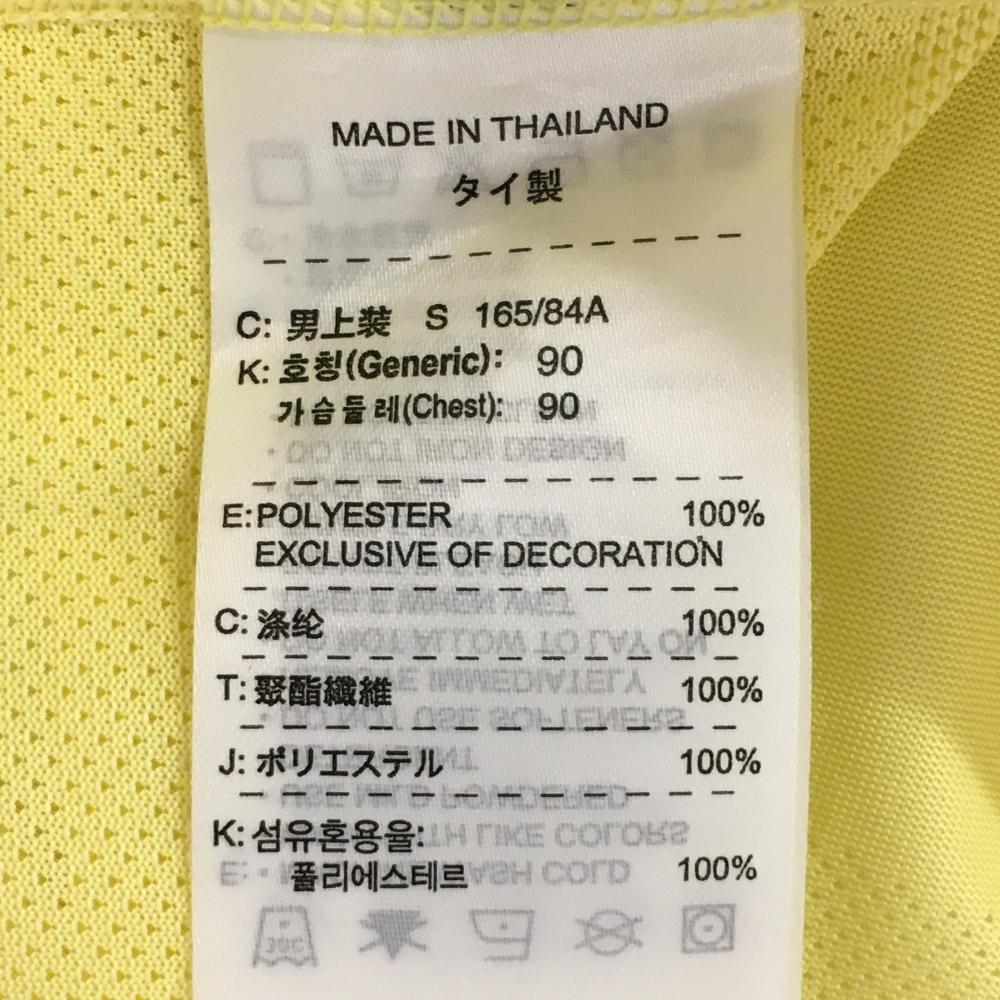 MADE IN THAILAND
タイ製
C: 男上装 S 165/84A
K: 호칭(Generic): 90
가슴둘레(Chest): 90
E:POLYESTER 100%
EXCLUSIVE OF DECORATION
C: 涤纶 100%
T: 聚酯纖維 100%
J: ポリエステル 100%
K: 섬유혼용율:
폴리에스테르 100%